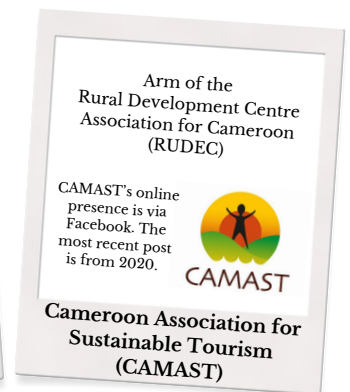 Arm of the
Rural Development Centre
Association for Cameroon
(RUDEC)
CAMAST's online
presence is via
Facebook. The
most recent post
is from 2020.
CAMAST
Cameroon Association for
Sustainable Tourism
(CAMAST)